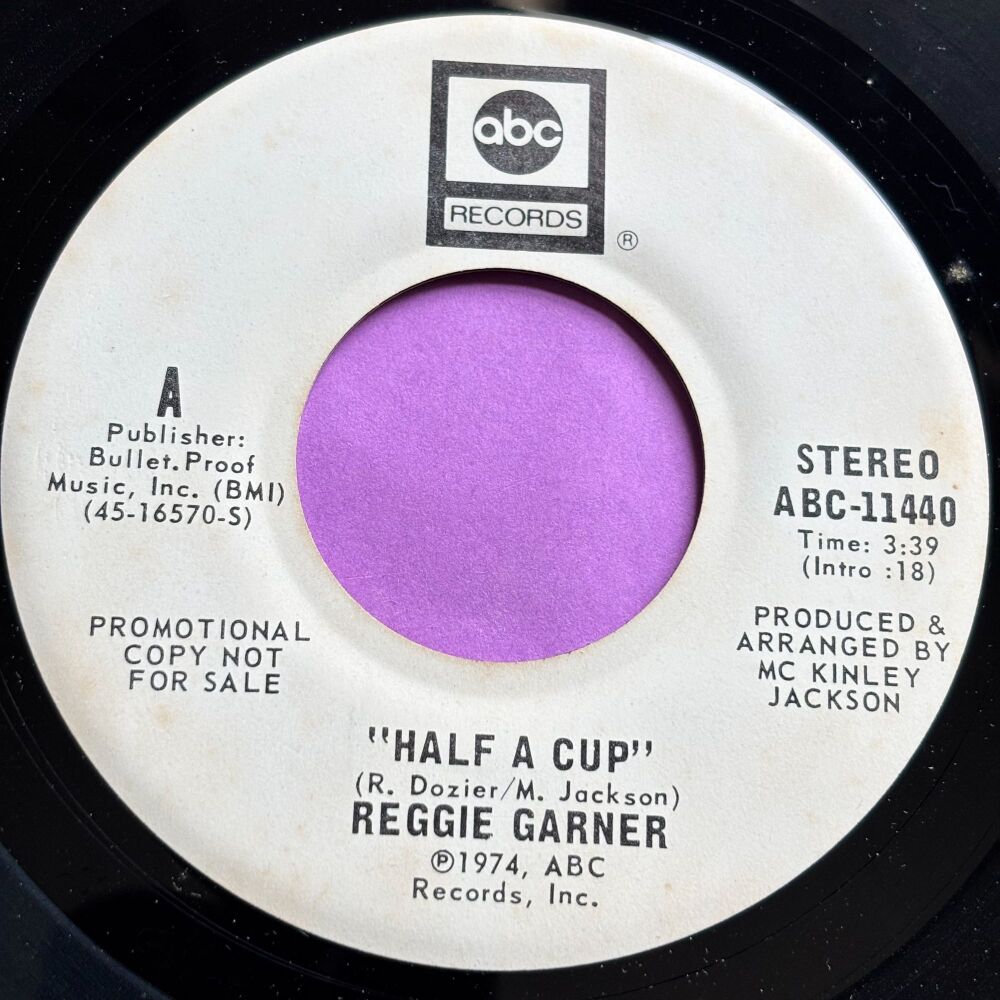 abc
RECORDS
®
A
Publisher:
Bullet.Proof
Music, Inc. (BMI)
(45-16570-S)
STEREO
ABC-11440
Time: 3:39
(Intro :18)
PROMOTIONAL
COPY NOT
FOR SALE
PRODUCED &
ARRANGED BY
MC KINLEY
JACKSON
"HALF A CUP"
(R. Dozier/M. Jackson)
REGGIE GARNER
℗1974, ABC
Records, Inc.